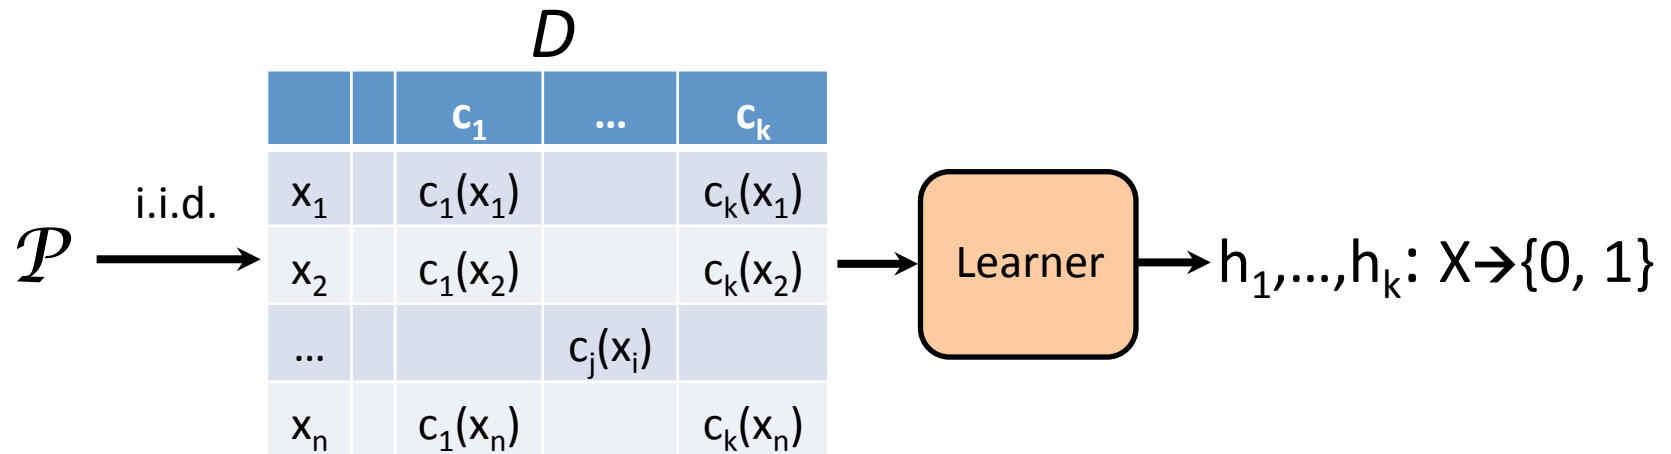 D
c₁ ... cₖ
i.i.d.
𝒫
x₁ c₁(x₁) cₖ(x₁)
x₂ c₁(x₂) cₖ(x₂)
... cⱼ(xᵢ)
xₙ c₁(xₙ) cₖ(xₙ)
Learner
h₁,...,hₖ: X→{0, 1}